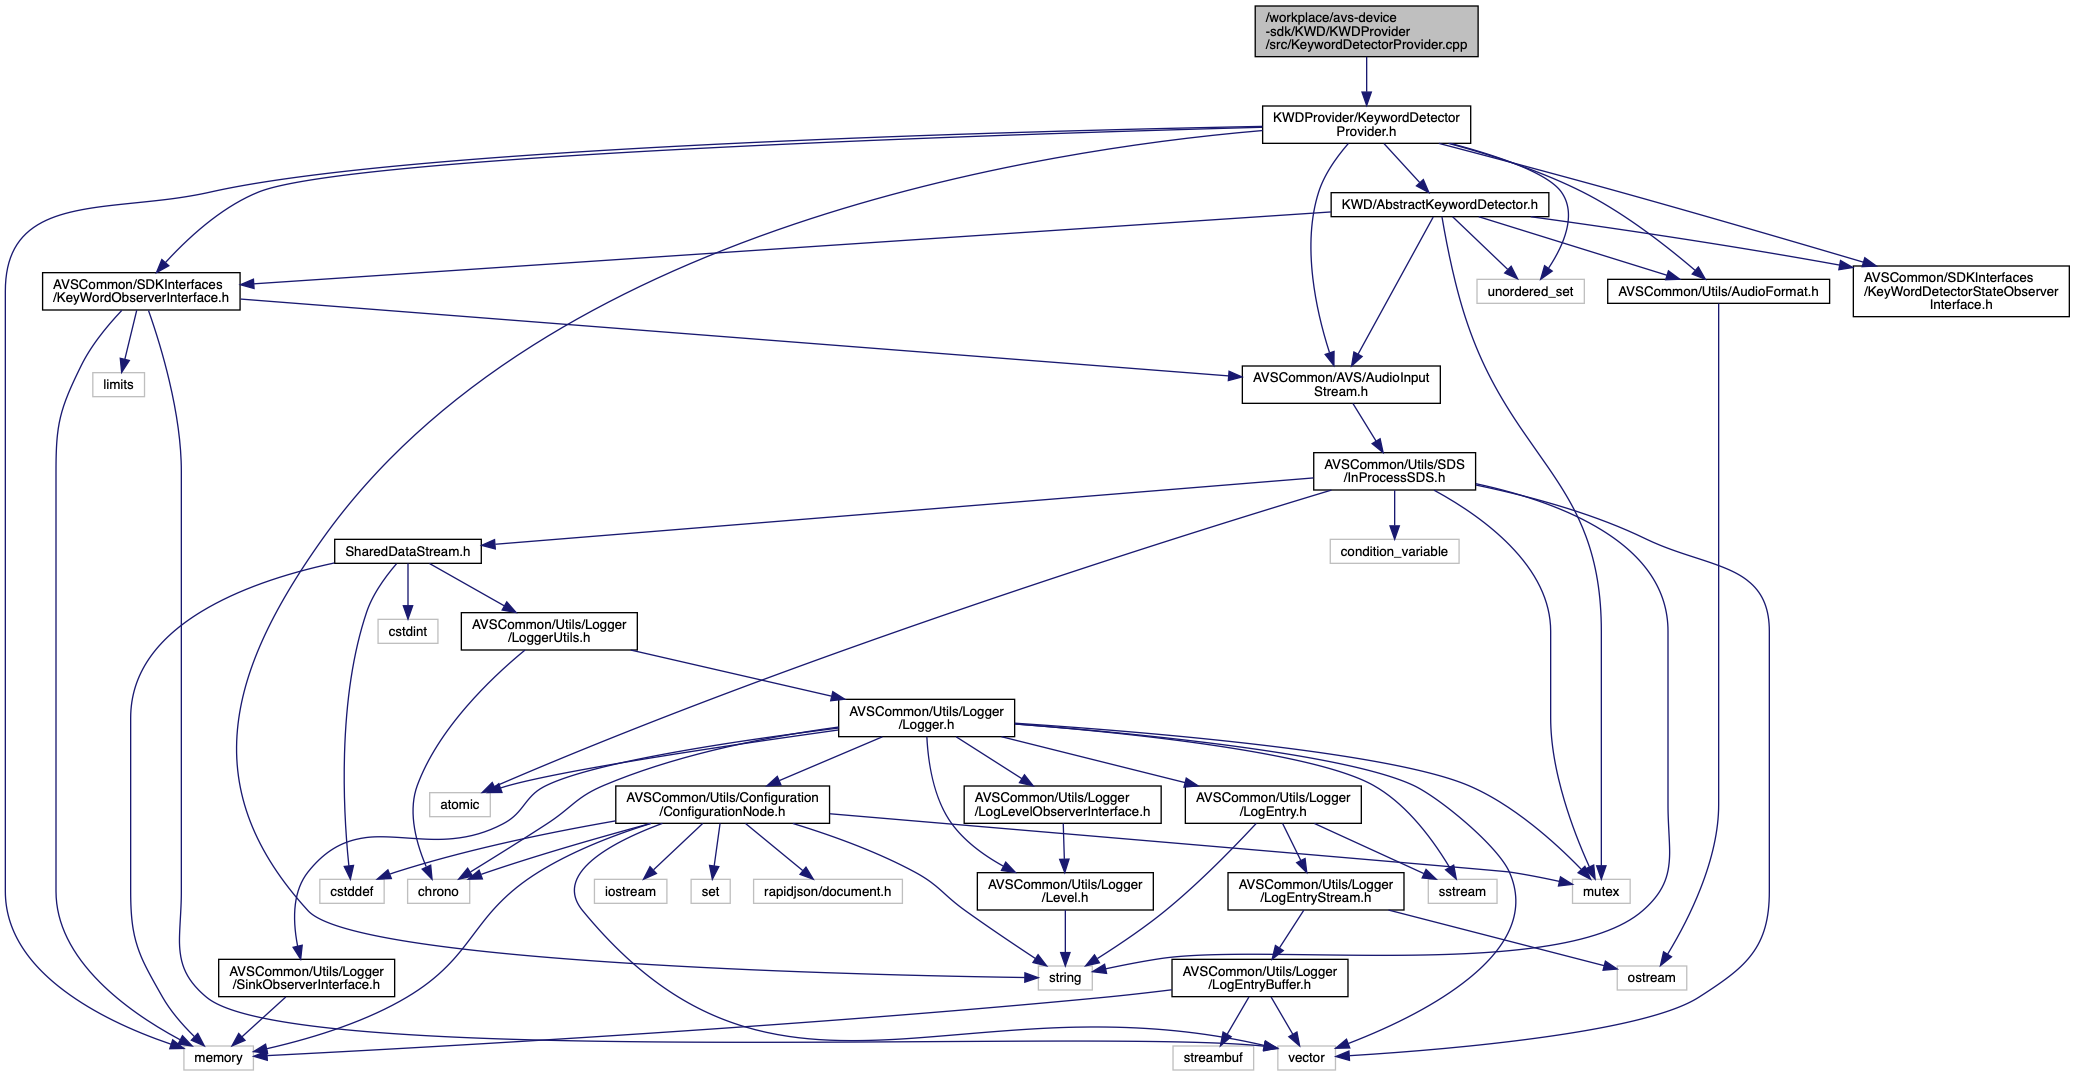 /workplace/avs-device
-sdk/KWD/KWDProvider
/src/KeywordDetectorProvider.cpp
KWDProvider/KeywordDetector
Provider.h
KWD/AbstractKeywordDetector.h
AVSCommon/SDKInterfaces
/KeyWordObserverInterface.h
unordered_set
AVSCommon/Utils/AudioFormat.h
AVSCommon/SDKInterfaces
/KeyWordDetectorStateObserver
Interface.h
limits
AVSCommon/AVS/AudioInput
Stream.h
AVSCommon/Utils/SDS
/InProcessSDS.h
SharedDataStream.h
condition_variable
cstdint
AVSCommon/Utils/Logger
/LoggerUtils.h
AVSCommon/Utils/Logger
/Logger.h
atomic
AVSCommon/Utils/Configuration
/ConfigurationNode.h
AVSCommon/Utils/Logger
/LogLevelObserverInterface.h
AVSCommon/Utils/Logger
/LogEntry.h
cstddef
chrono
iostream
set
rapidjson/document.h
AVSCommon/Utils/Logger
/Level.h
AVSCommon/Utils/Logger
/LogEntryStream.h
sstream
mutex
AVSCommon/Utils/Logger
/SinkObserverInterface.h
string
AVSCommon/Utils/Logger
/LogEntryBuffer.h
ostream
memory
streambuf
vector